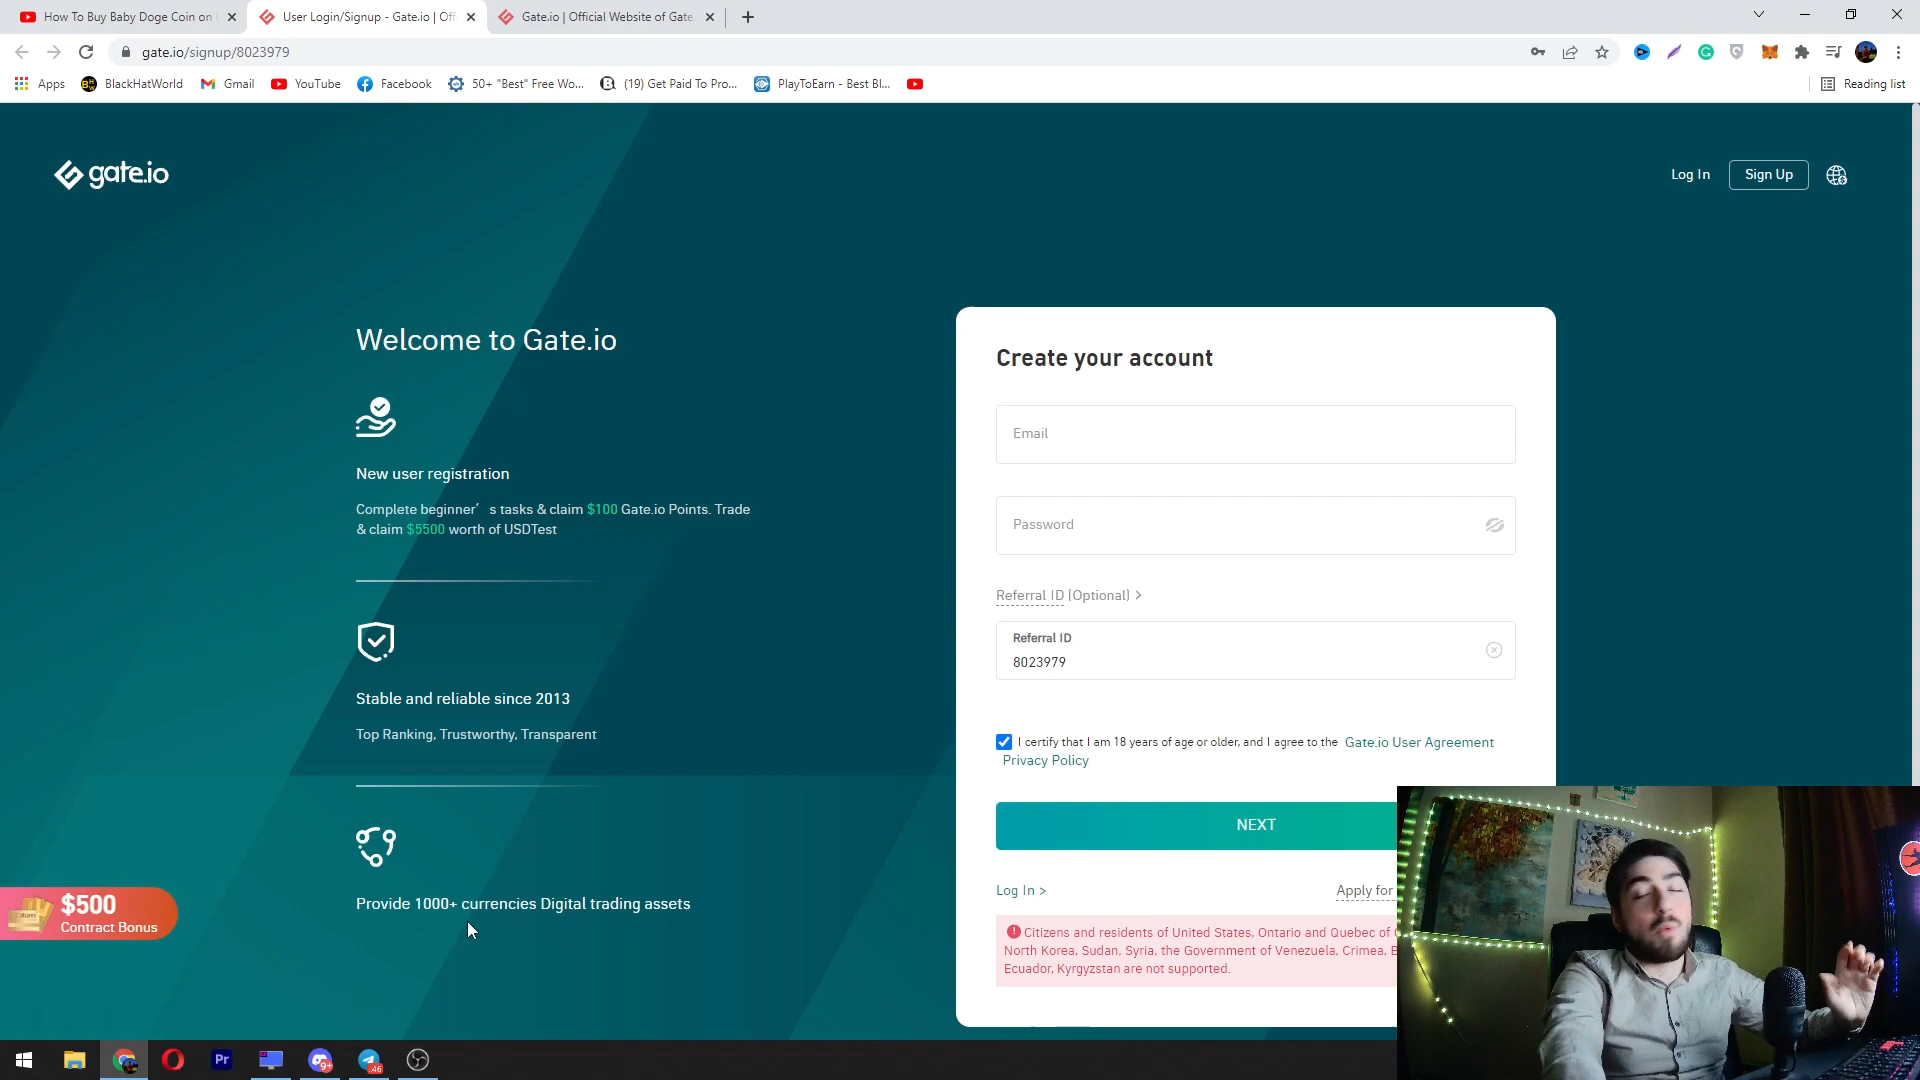 How To Buy Baby Doge Coin on
User Login/Signup - Gate.io | Off
Gate.io | Official Website of Gate.
gate.io/signup/8023979
Apps
BlackHatWorld
Gmail
YouTube
Facebook
50+ "Best" Free Wo...
(19) Get Paid To Pro...
PlayToEarn - Best Bl...
Reading list
gate.io
Log In
Sign Up
Welcome to Gate.io
New user registration
Complete beginner's tasks & claim $100 Gate.io Points. Trade
& claim $5500 worth of USDTest
Stable and reliable since 2013
Top Ranking, Trustworthy, Transparent
Provide 1000+ currencies Digital trading assets
$500
Contract Bonus
Create your account
Email
Password
Referral ID (Optional) >
Referral ID
8023979
I certify that I am 18 years of age or older, and I agree to the Gate.io User Agreement
Privacy Policy
NEXT
Log In >
Apply for
Citizens and residents of United States, Ontario and Quebec of
North Korea, Sudan, Syria, the Government of Venezuela, Crimea,
Ecuador, Kyrgyzstan are not supported.
Pr
9+
46